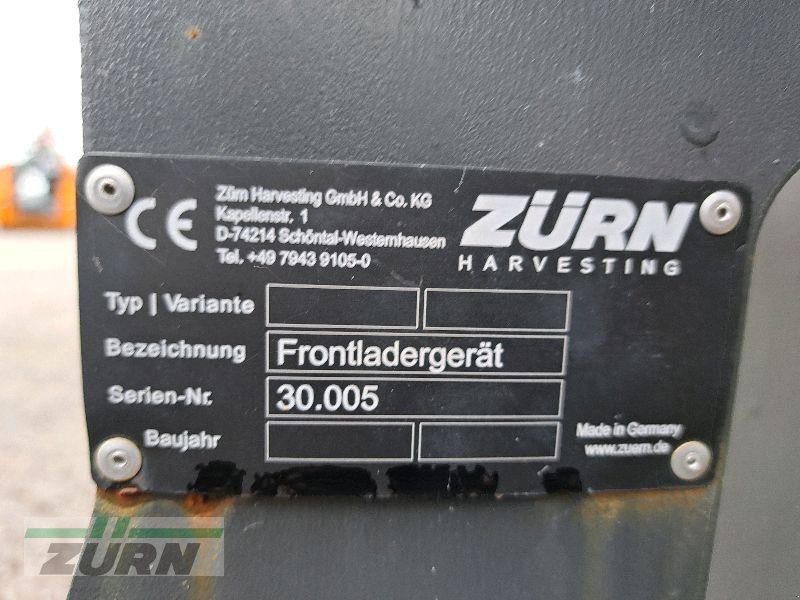 CE
Zürn Harvesting GmbH & Co. KG
Kapellenstr. 1
D-74214 Schöntal-Westernhausen
Tel. +49 7943 9105-0
ZÜRN
HARVESTING
Typ | Variante
Bezeichnung Frontladergerät
Serien-Nr. 30.005
Baujahr
Made in Germany
www.zuern.de
ZÜRN